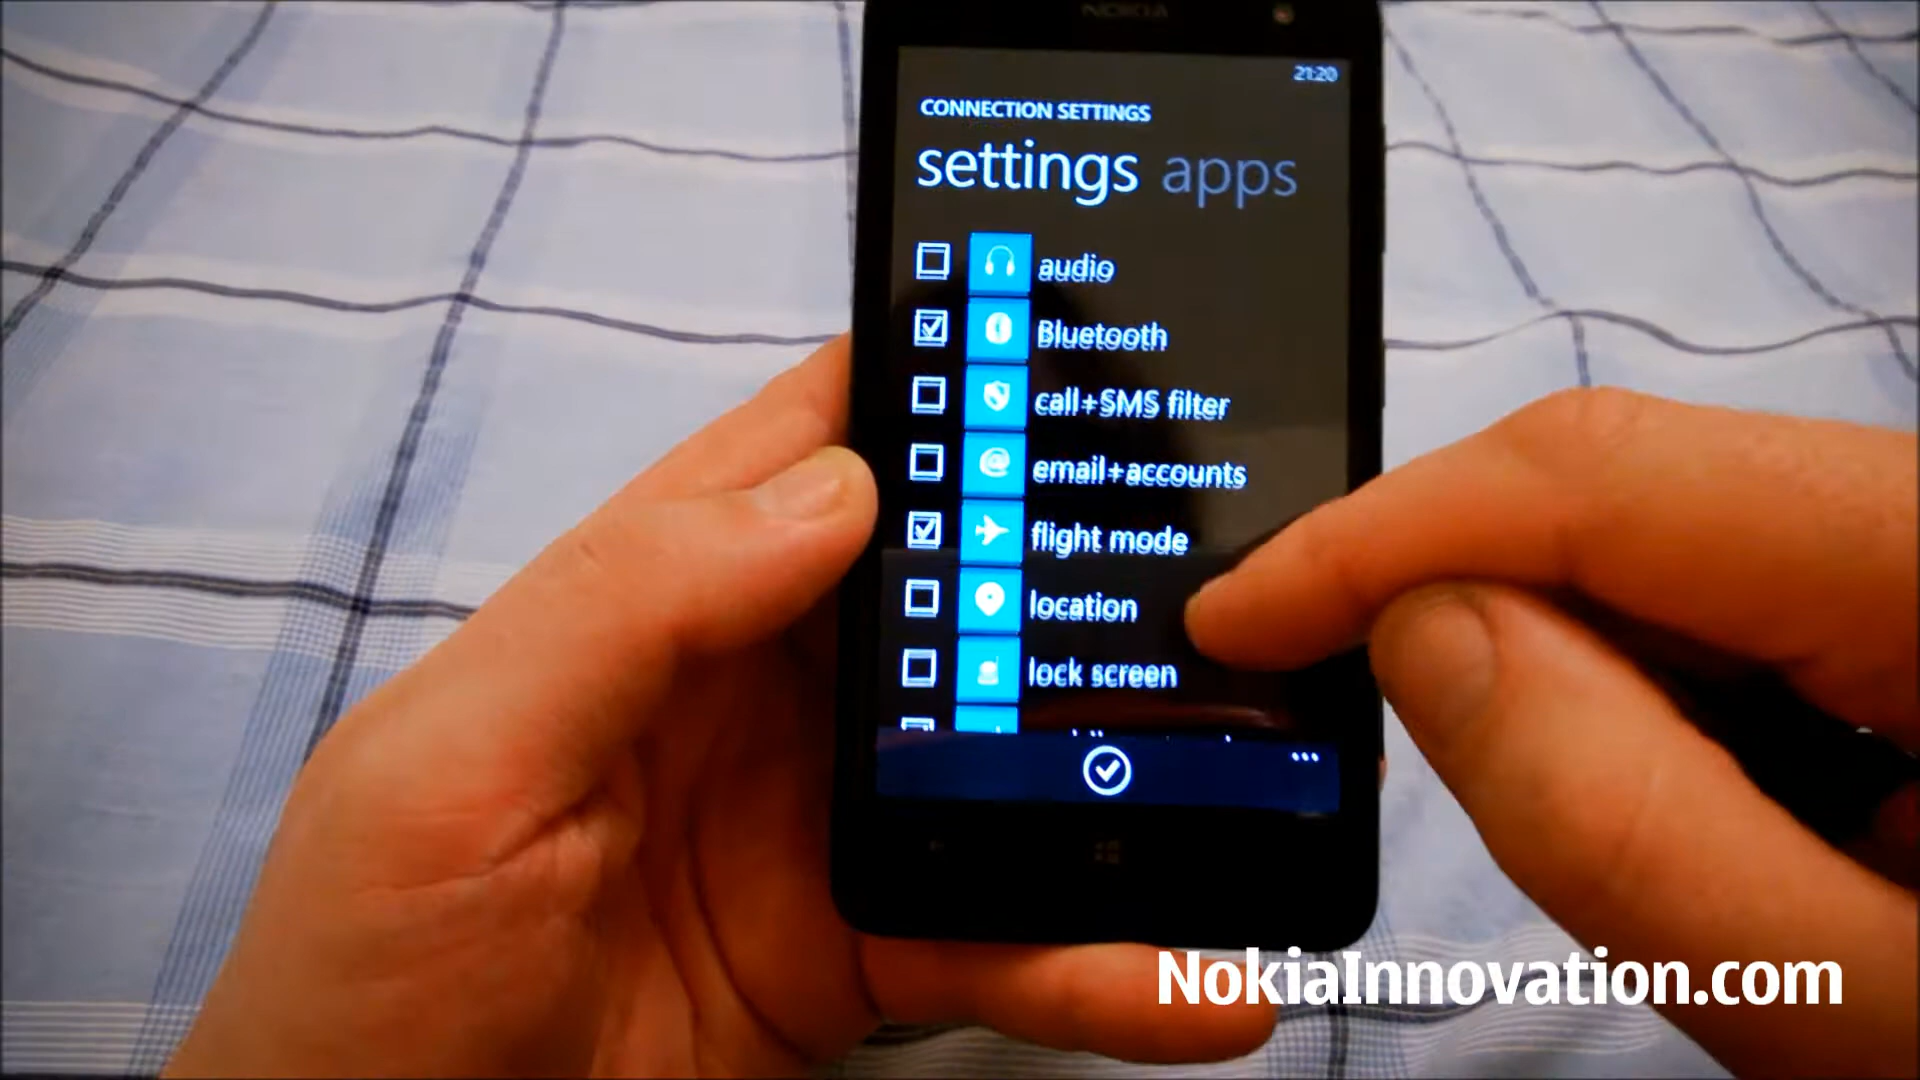 NOKIA
21:20
CONNECTION SETTINGS
settings apps
audio
Bluetooth
call+SMS filter
email+accounts
flight mode
location
lock screen
NokiaInnovation.com